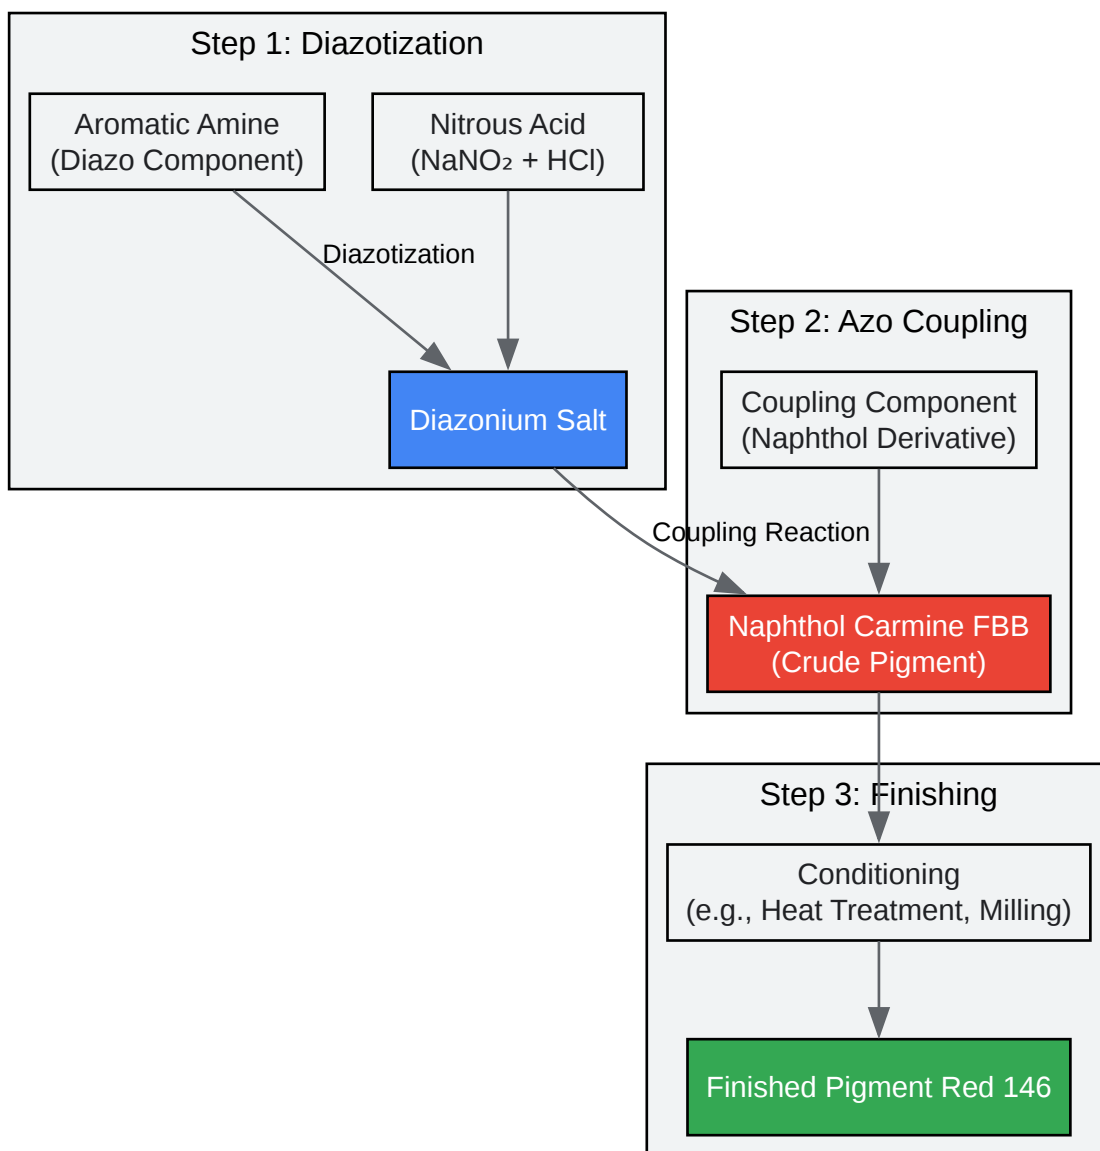 Step 1: Diazotization
Aromatic Amine
(Diazo Component)
Nitrous Acid
(NaNO₂ + HCl)
Diazotization
Diazonium Salt
Step 2: Azo Coupling
Coupling Component
(Naphthol Derivative)
Coupling Reaction
Naphthol Carmine FBB
(Crude Pigment)
Step 3: Finishing
Conditioning
(e.g., Heat Treatment, Milling)
Finished Pigment Red 146